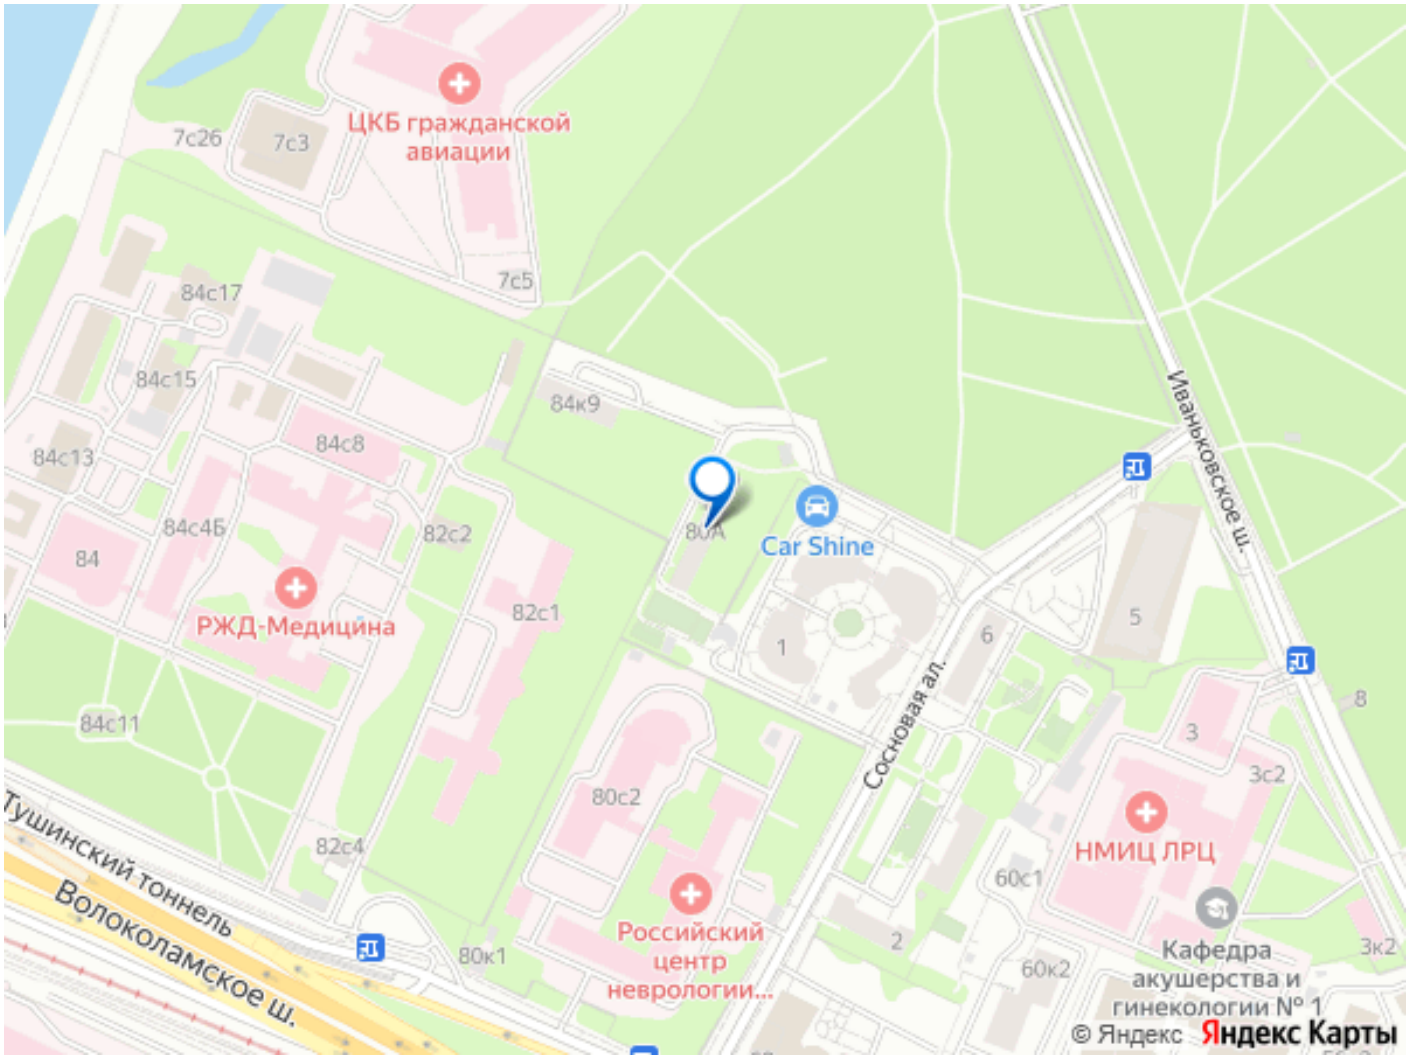 ЦКБ гражданской
авиации
7с26
7с3
7с5
84с17
84с15
84к9
84с8
84с13
84с4Б
84
82с2
80А
Car Shine
Иваньковское ш.
РЖД-Медицина
82с1
1
6
5
Сосновая ал.
84с11
8
3
3с2
80с2
НМИЦ ЛРЦ
82с4
60с1
Тушинский тоннель
Волоколамское ш.
Российский
центр
неврологии...
80к1
2
60к2
Кафедра
акушерства и
гинекологии № 1
3к2
© Яндекс Яндекс Карты